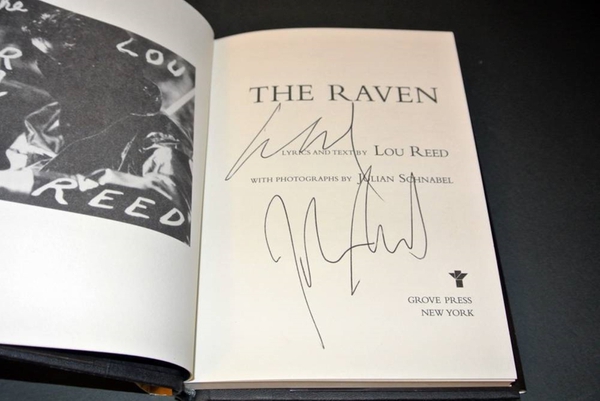 he
LOU
R
REED
THE RAVEN
LYRICS AND TEXT BY LOU REED
WITH PHOTOGRAPHS BY JULIAN SCHNABEL
GROVE PRESS
NEW YORK